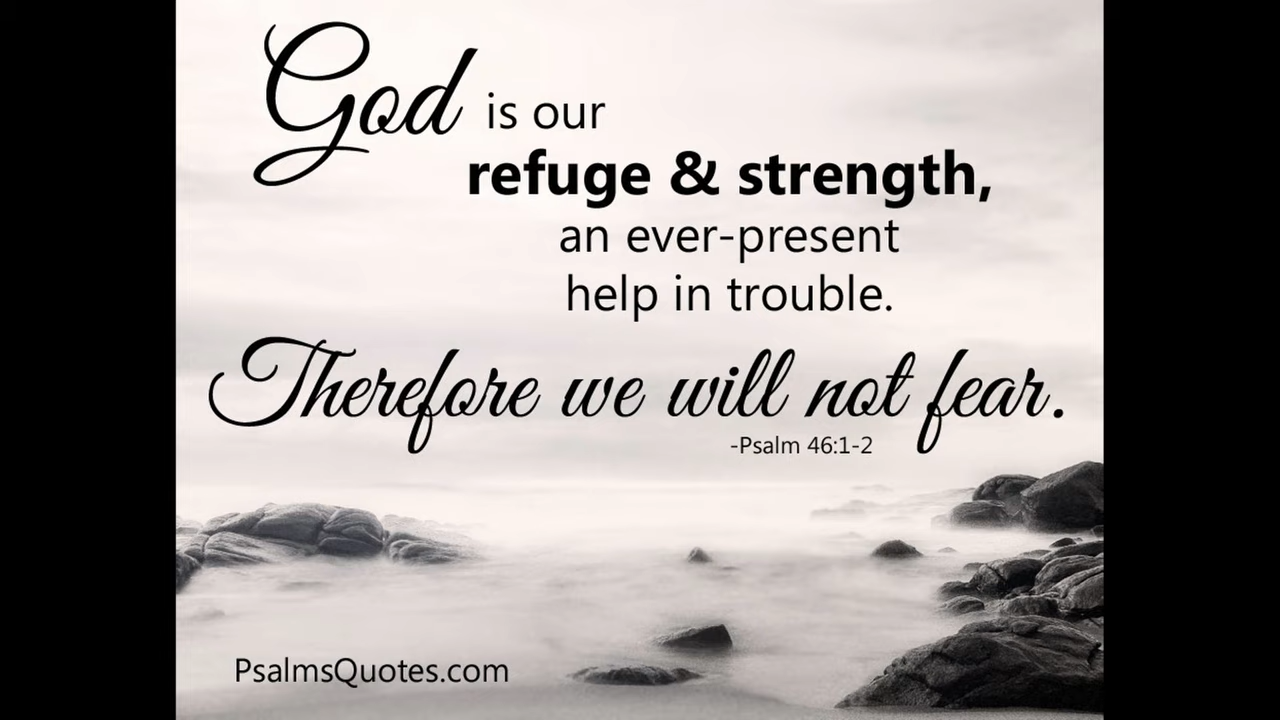 God is our
refuge & strength,
an ever-present
help in trouble.
Therefore we will not fear.
-Psalm 46:1-2
PsalmsQuotes.com